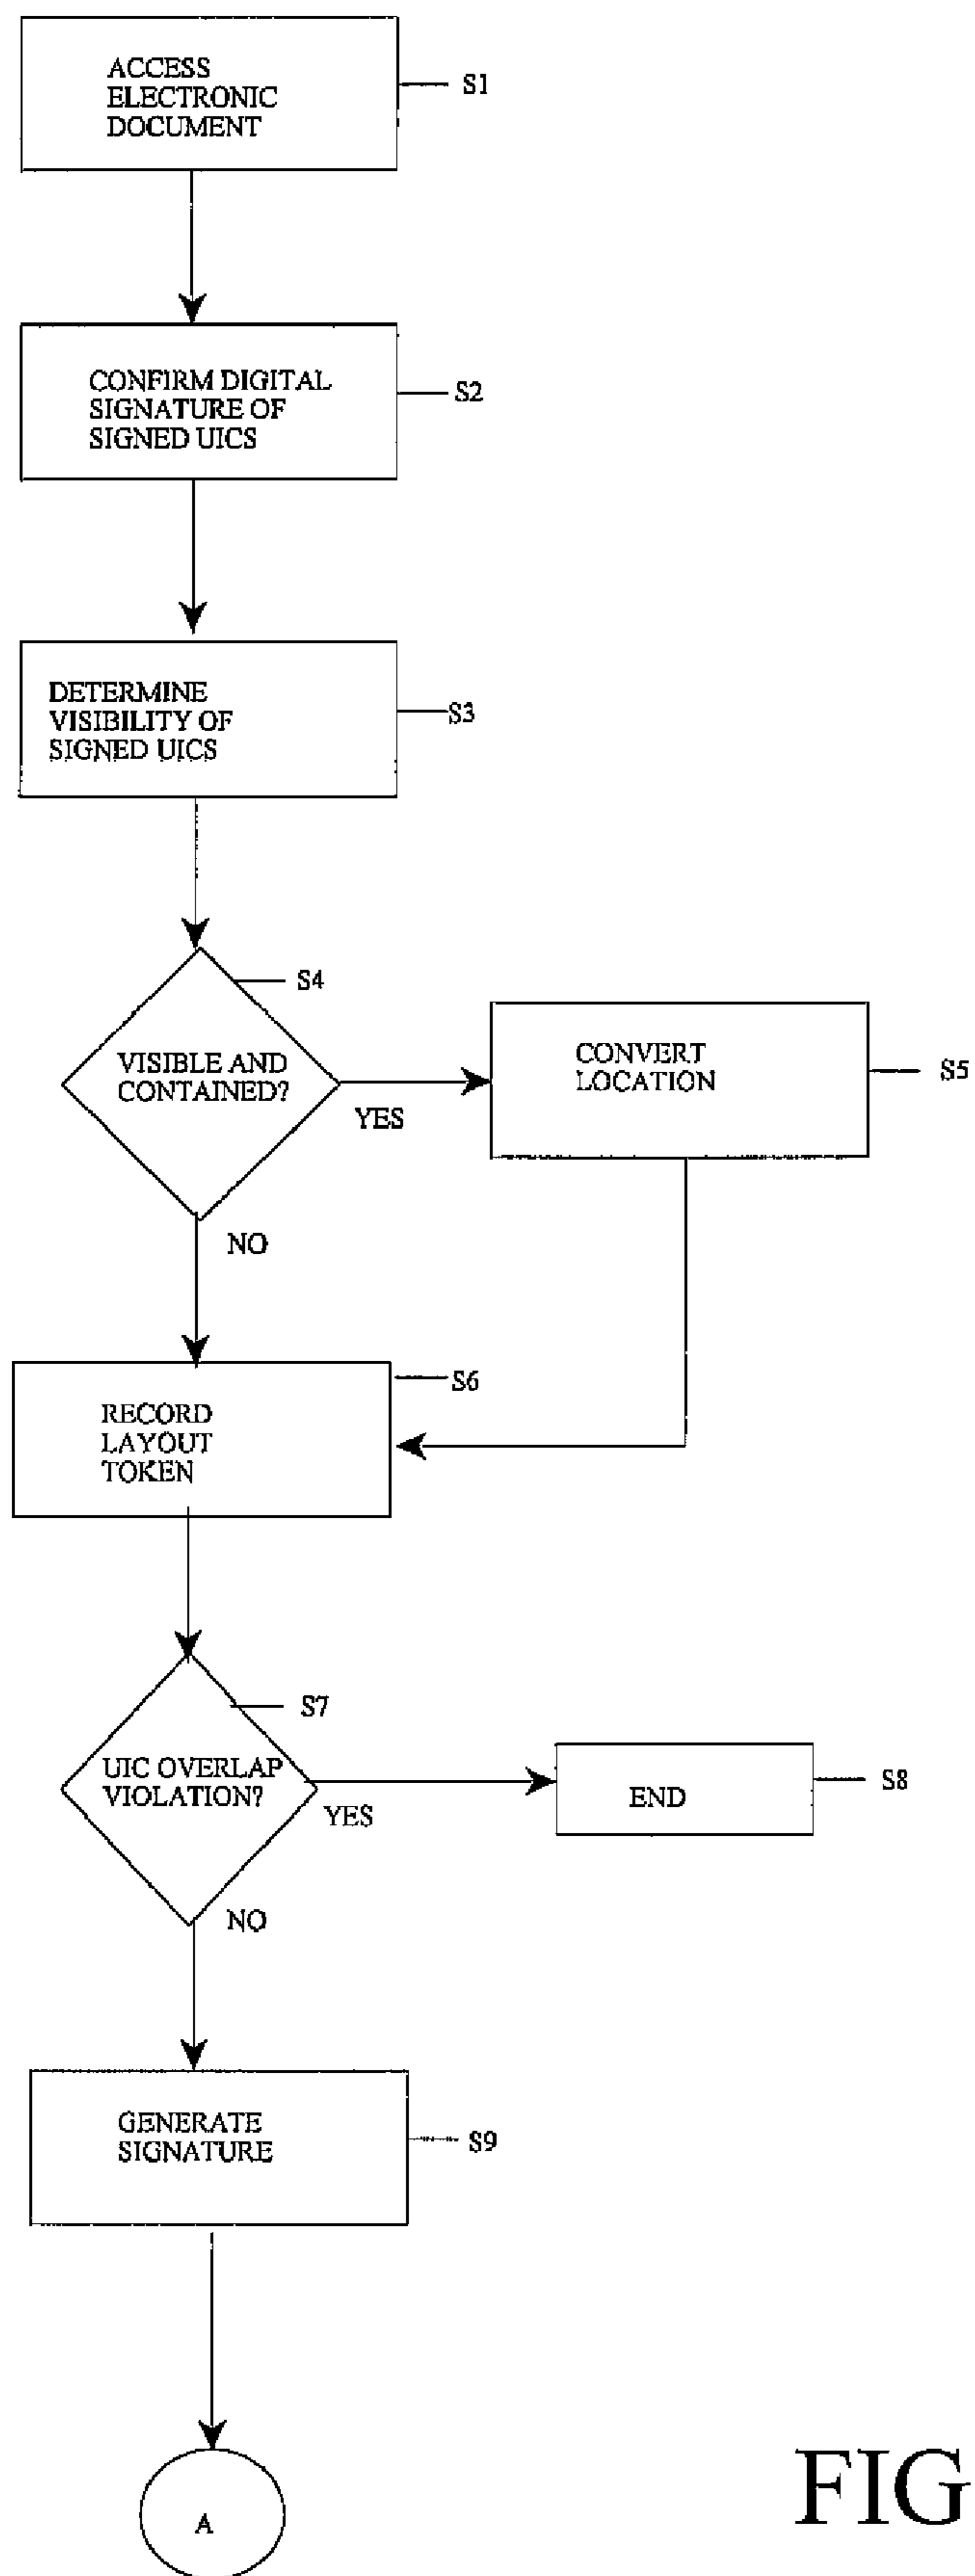 ACCESS
ELECTRONIC
DOCUMENT
S1
CONFIRM DIGITAL
SIGNATURE OF
SIGNED UICS
S2
DETERMINE
VISIBILITY OF
SIGNED UICS
S3
S4
VISIBLE AND
CONTAINED?
YES
CONVERT
LOCATION
S5
NO
RECORD
LAYOUT
TOKEN
S6
S7
UIC OVERLAP
VIOLATION?
YES
END
S8
NO
GENERATE
SIGNATURE
S9
A
FIG